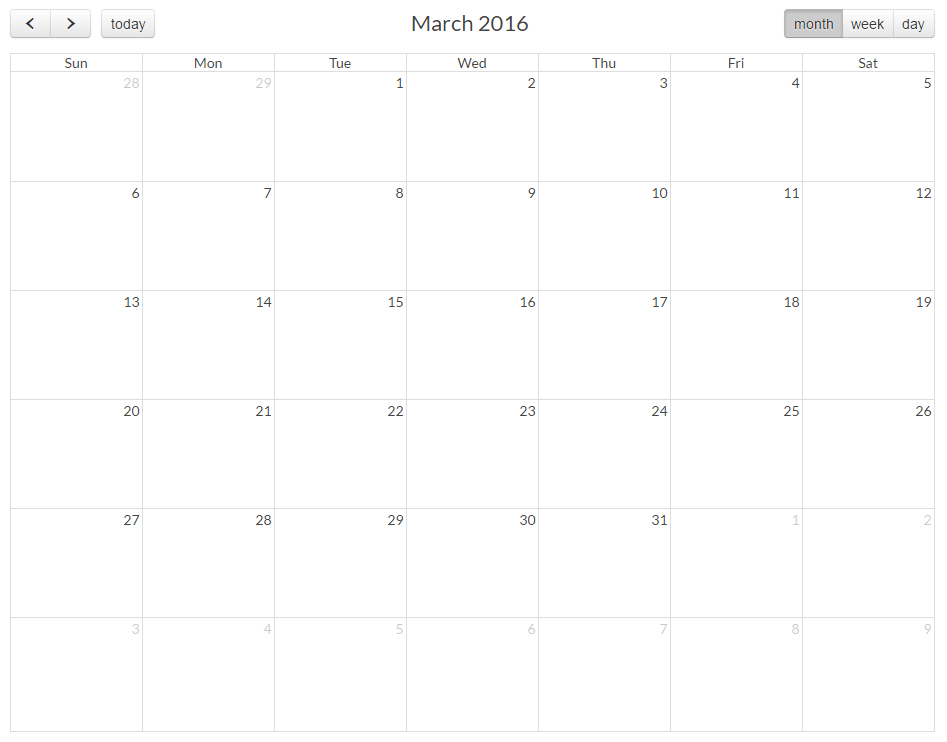 today March 2016 month week day
Sun Mon Tue Wed Thu Fri Sat
28 29 1 2 3 4 5
6 7 8 9 10 11 12
13 14 15 16 17 18 19
20 21 22 23 24 25 26
27 28 29 30 31 1 2
3 4 5 6 7 8 9